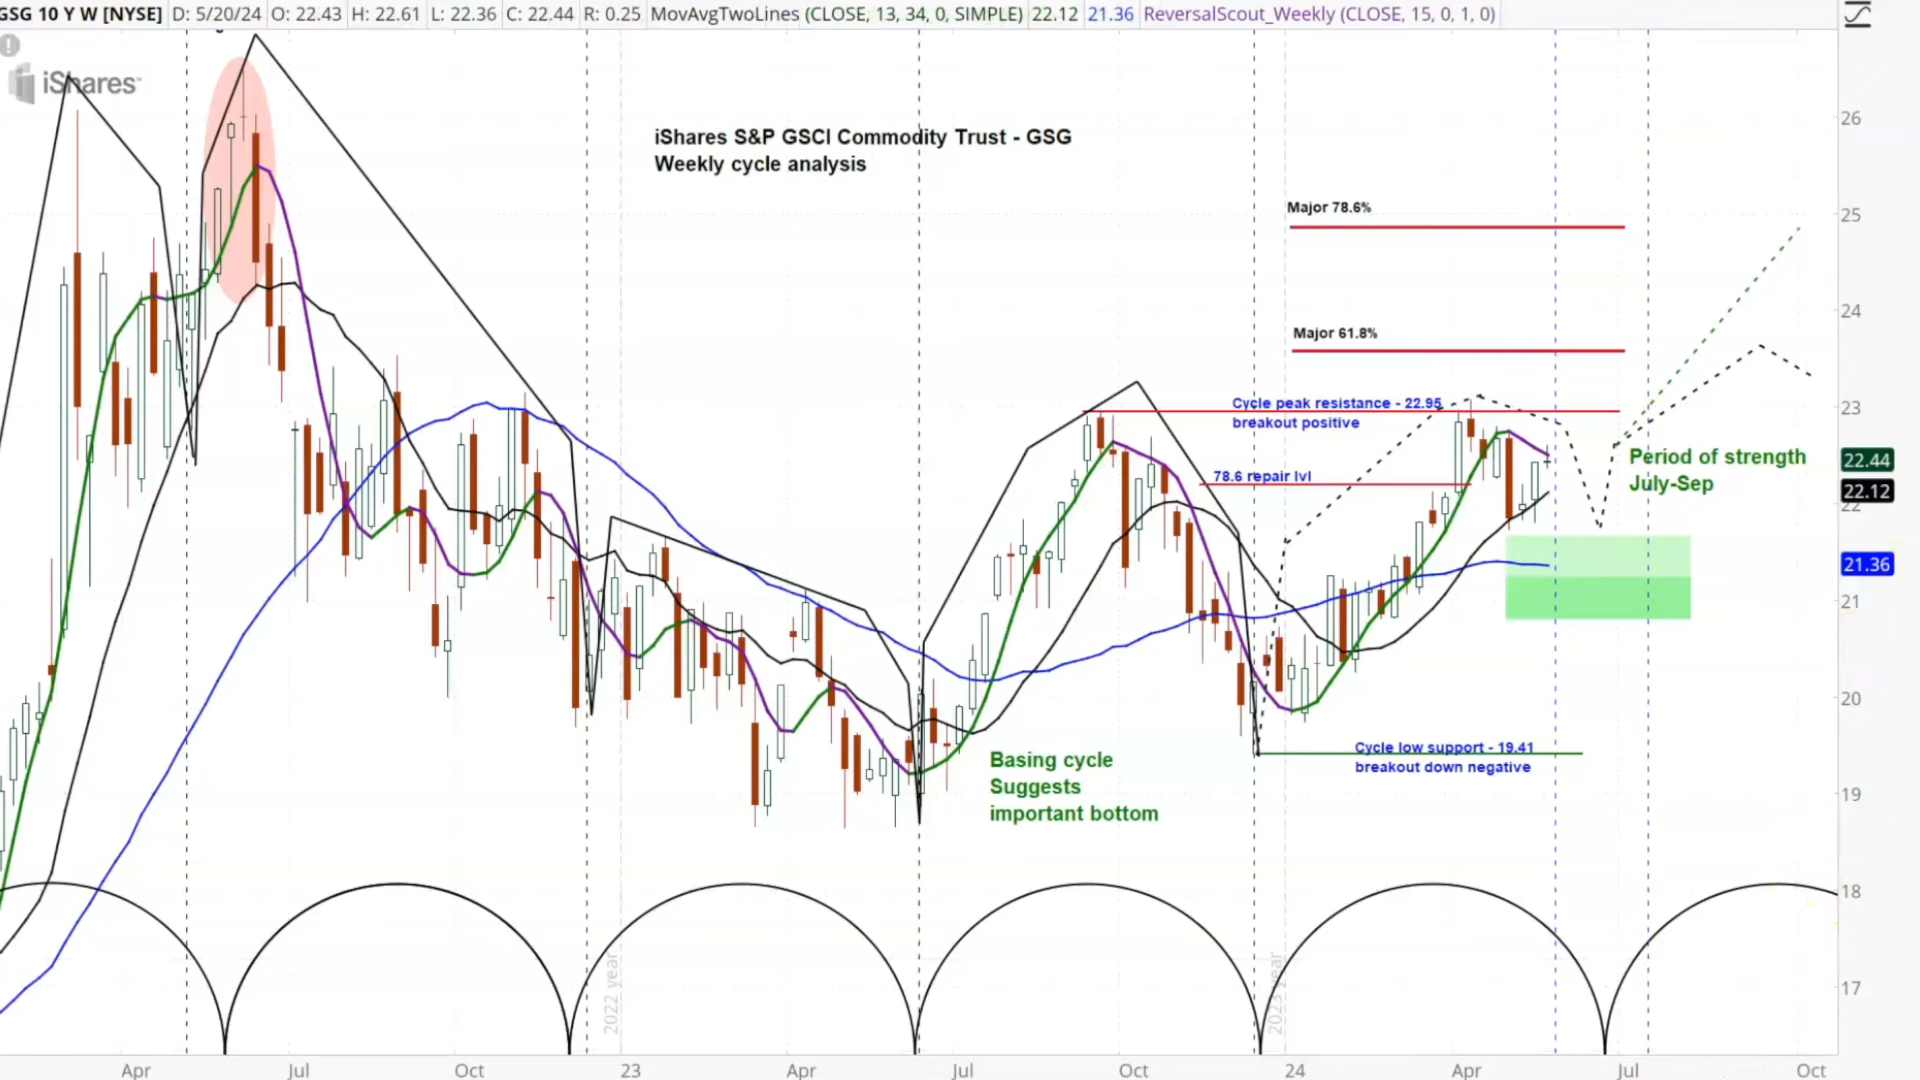 GSG 10 Y W [NYSE] D: 5/20/24 O: 22.43 H: 22.61 L: 22.36 C: 22.44 R: 0.25 MovAvgTwoLines (CLOSE, 13, 34, 0, SIMPLE) 22.12 21.36 ReversalScout_Weekly (CLOSE, 15, 0, 1, 0)
iShares
iShares S&P GSCI Commodity Trust - GSG
Weekly cycle analysis
Major 78.6%
Major 61.8%
Cycle peak resistance - 22.95
breakout positive
78.6 repair lvl
Period of strength
July-Sep
Cycle low support - 19.41
breakout down negative
Basing cycle
Suggests
important bottom
26
25
24
23
22.44
22.12
22
21.36
21
20
19
18
17
2022 year
2023 year
Apr Jul Oct 23 Apr Jul Oct 24 Apr Jul Oct